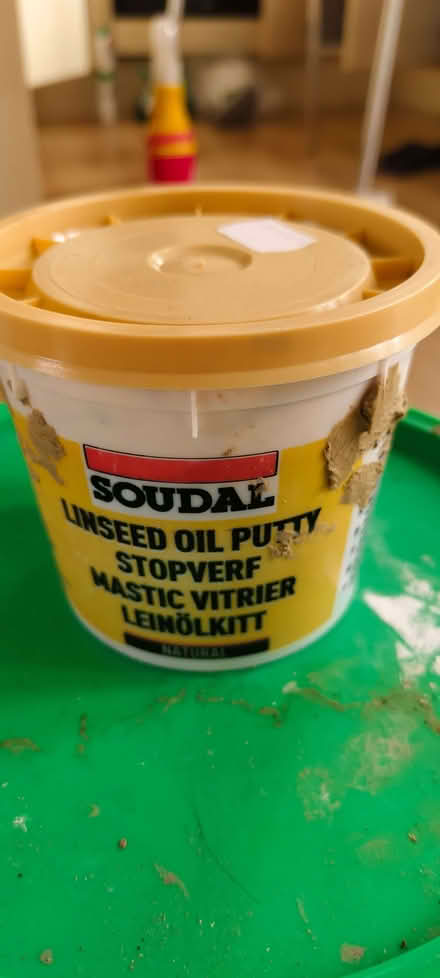 SOUDAL
LINSEED OIL PUTTY
STOPVERF
MASTIC VITRIER
LEINÖLKITT
NATURAL